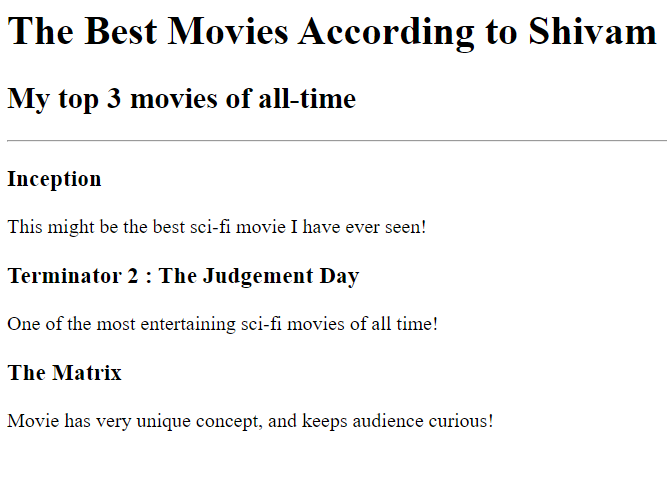 The Best Movies According to Shivam
My top 3 movies of all-time
Inception
This might be the best sci-fi movie I have ever seen!
Terminator 2 : The Judgement Day
One of the most entertaining sci-fi movies of all time!
The Matrix
Movie has very unique concept, and keeps audience curious!